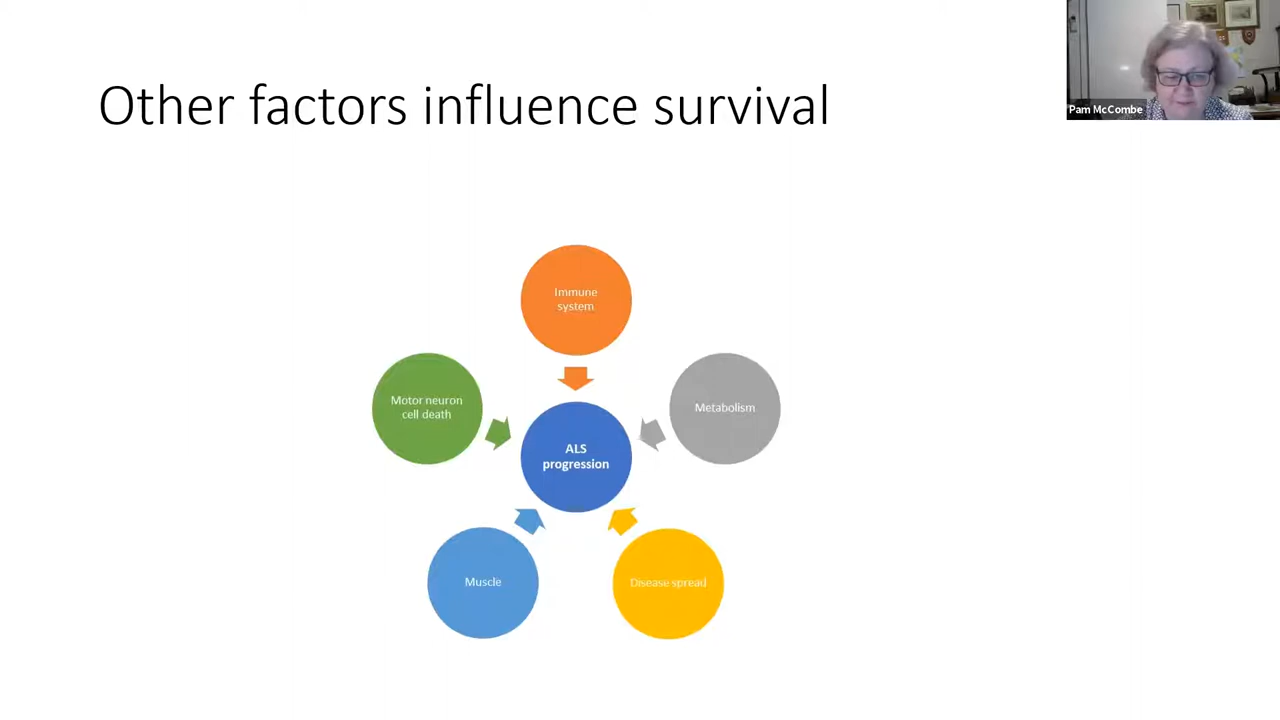 Other factors influence survival
Pam McCombe
Immune
system
Motor neuron
cell death
Metabolism
ALS
progression
Muscle
Disease spread